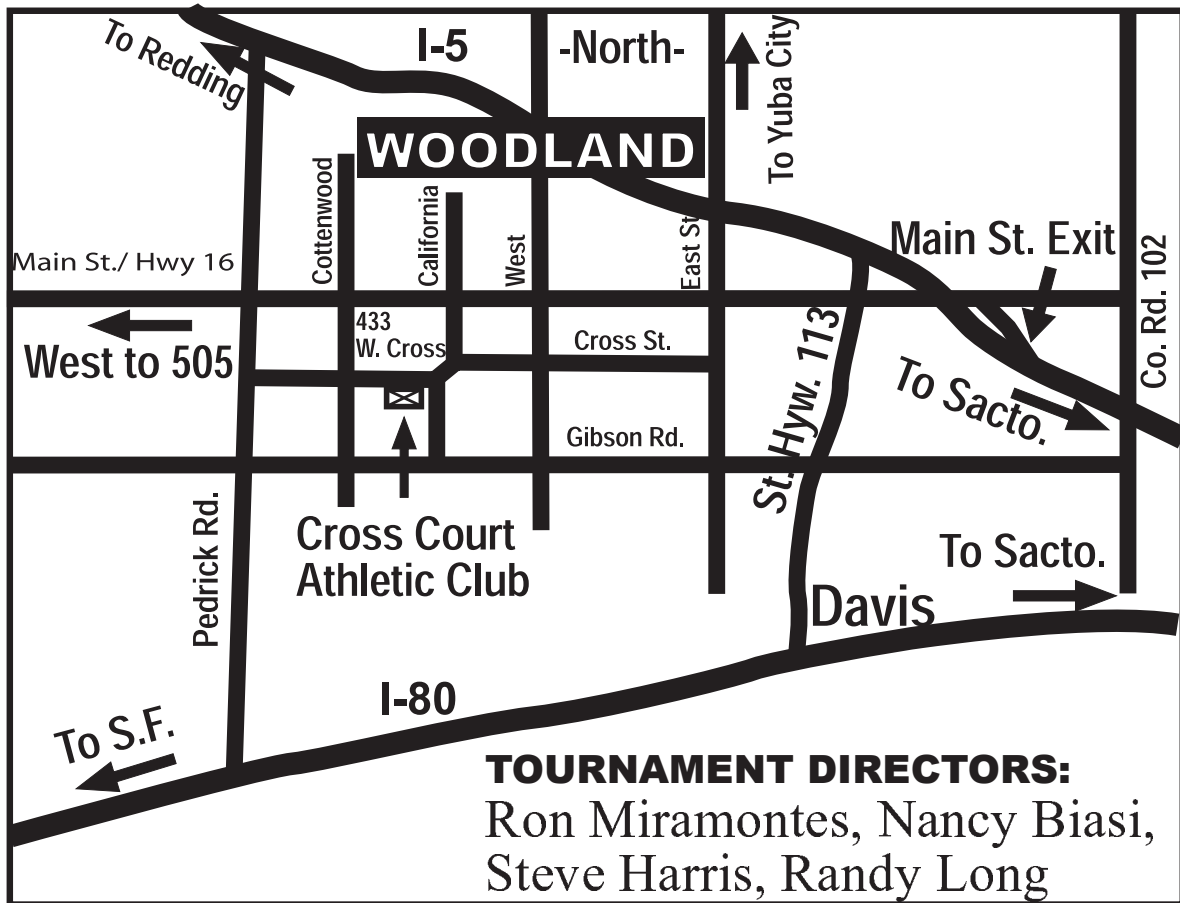 To Redding
I-5
-North-
To Yuba City
WOODLAND
Cottenwood
California
West
East St
Main St. Exit
Co. Rd. 102
Main St./ Hwy 16
433
W. Cross
Cross St.
West to 505
St. Hyw. 113
To Sacto.
Gibson Rd.
Pedrick Rd.
Cross Court
Athletic Club
To Sacto.
Davis
I-80
To S.F.
TOURNAMENT DIRECTORS:
Ron Miramontes, Nancy Biasi,
Steve Harris, Randy Long